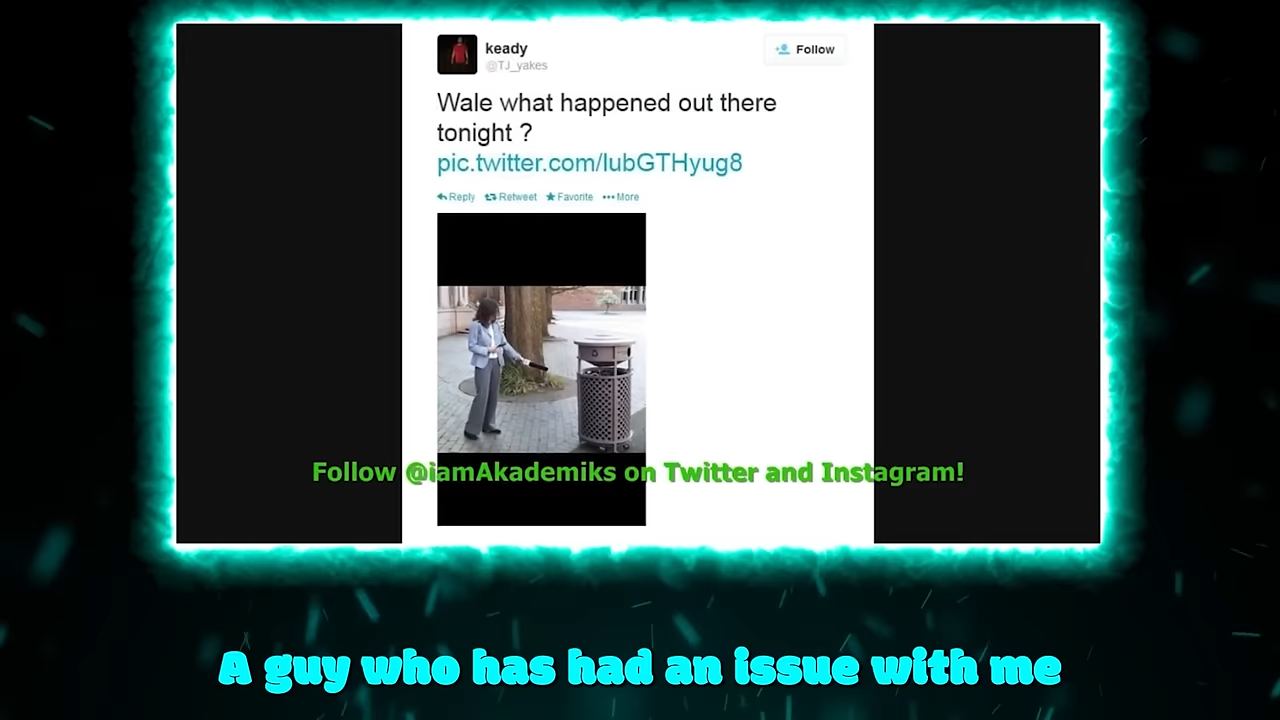 keady
@TJ_yakes
Follow
Wale what happened out there
tonight ?
pic.twitter.com/IubGTHyug8
Reply Retweet Favorite More
Follow @iamAkademiks on Twitter and Instagram!
A guy who has had an issue with me